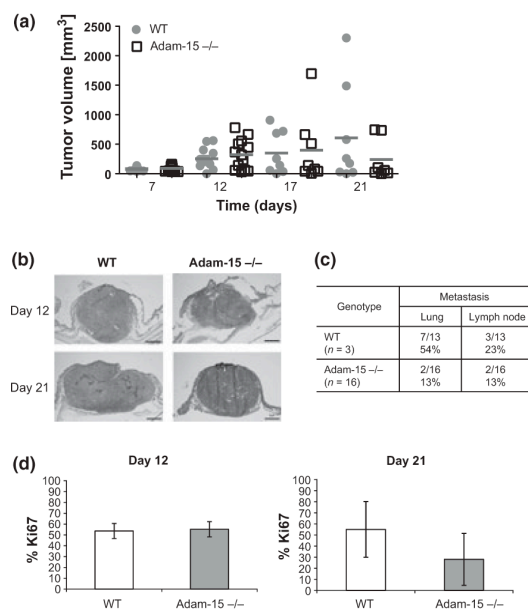 (a)
WT
Adam-15 –/–
Tumor volume [mm³]
2500
2000
1500
1000
500
0
7 12 17 21
Time (days)
(b)
WT Adam-15 –/–
Day 12
Day 21
(c)
Genotype Metastasis
Lung Lymph node
WT 7/13 3/13
(n = 3) 54% 23%
Adam-15 –/– 2/16 2/16
(n = 16) 13% 13%
(d)
Day 12
% Ki67
100
90
80
70
60
50
40
30
20
10
0
WT Adam-15 –/–
Day 21
% Ki67
100
90
80
70
60
50
40
30
20
10
0
WT Adam-15 –/–